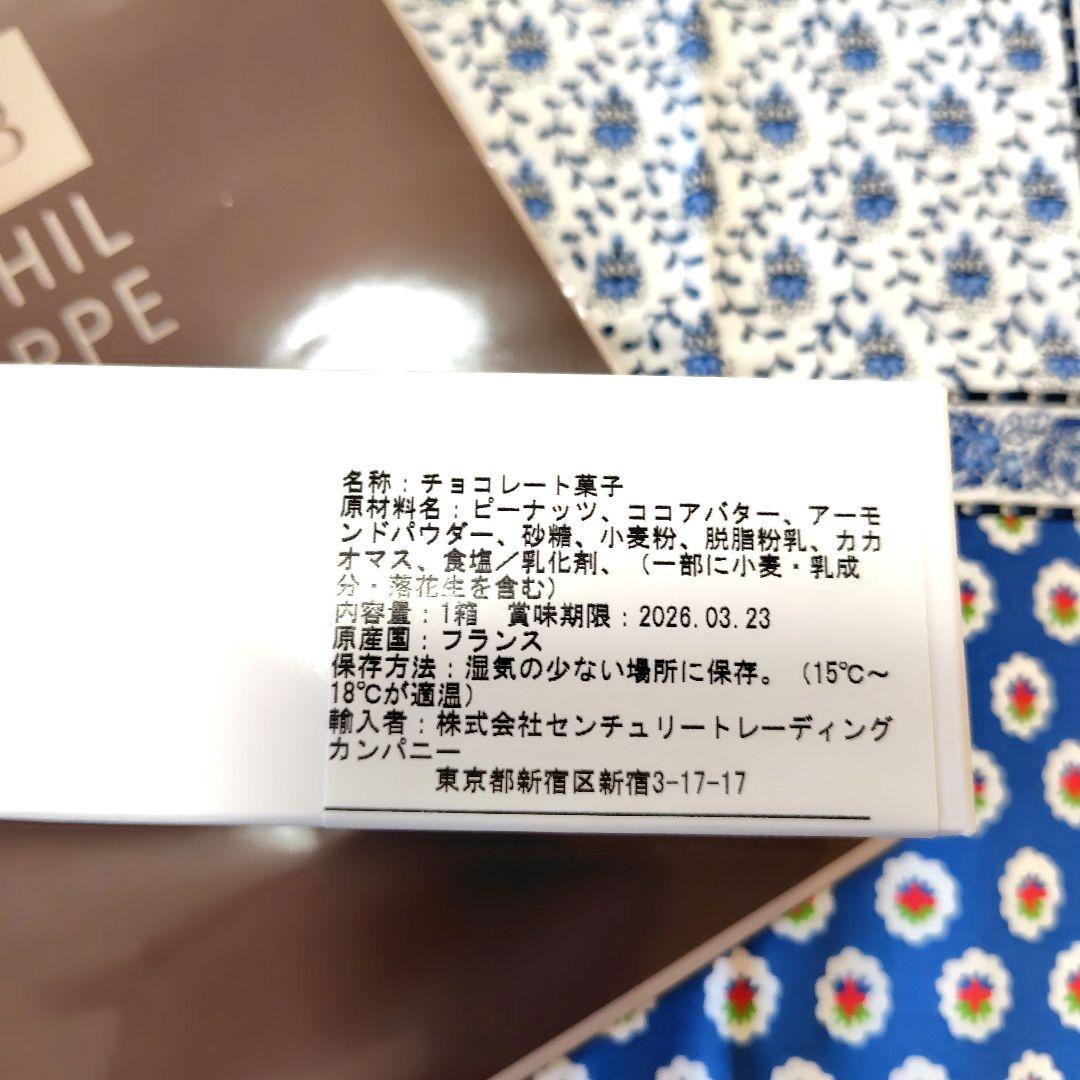 B
HIL
PPE
名称：チョコレート菓子
原材料名：ピーナッツ、ココアバター、アーモ
ンドパウダー、砂糖、小麦粉、脱脂粉乳、カカ
オマス、食塩／乳化剤、（一部に小麦・乳成
分・落花生を含む）
内容量：1箱　賞味期限：2026.03.23
原産国：フランス
保存方法：湿気の少ない場所に保存。（15℃～
18℃が適温）
輸入者：株式会社センチュリートレーディング
カンパニー
東京都新宿区新宿3-17-17